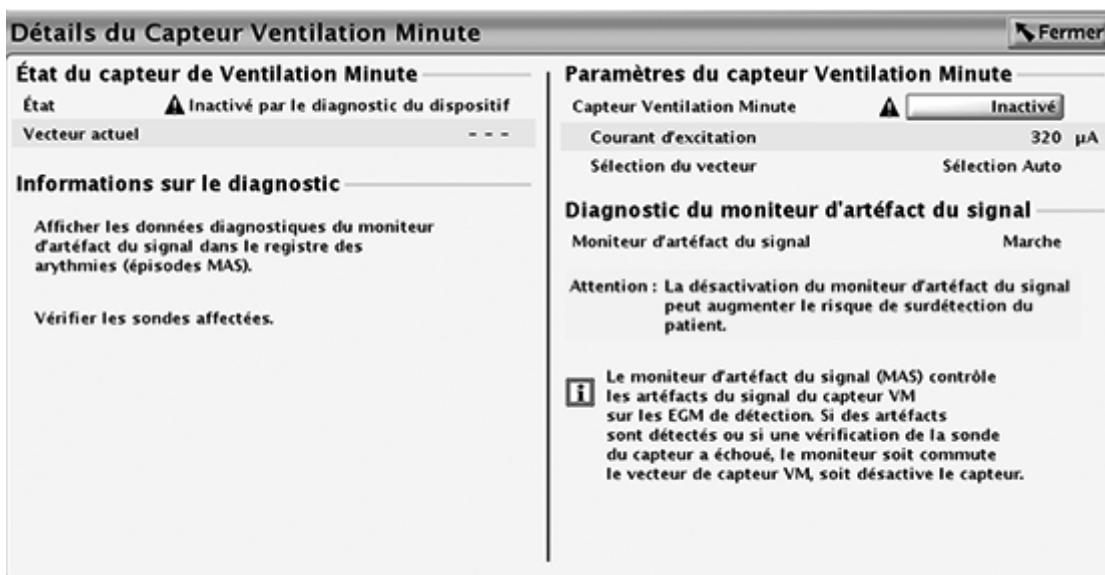 Détails du Capteur Ventilation Minute
Fermer
État du capteur de Ventilation Minute
État Inactivé par le diagnostic du dispositif
Vecteur actuel - - -
Informations sur le diagnostic
Afficher les données diagnostiques du moniteur
d'artéfact du signal dans le registre des
arythmies (épisodes MAS).
Vérifier les sondes affectées.
Paramètres du capteur Ventilation Minute
Capteur Ventilation Minute Inactivé
Courant d'excitation 320 µA
Sélection du vecteur Sélection Auto
Diagnostic du moniteur d'artéfact du signal
Moniteur d'artéfact du signal Marche
Attention : La désactivation du moniteur d'artéfact du signal
peut augmenter le risque de surdétection du
patient.
Le moniteur d'artéfact du signal (MAS) contrôle
les artéfacts du signal du capteur VM
sur les EGM de détection. Si des artéfacts
sont détectés ou si une vérification de la sonde
du capteur a échoué, le moniteur soit commute
le vecteur de capteur VM, soit désactive le capteur.